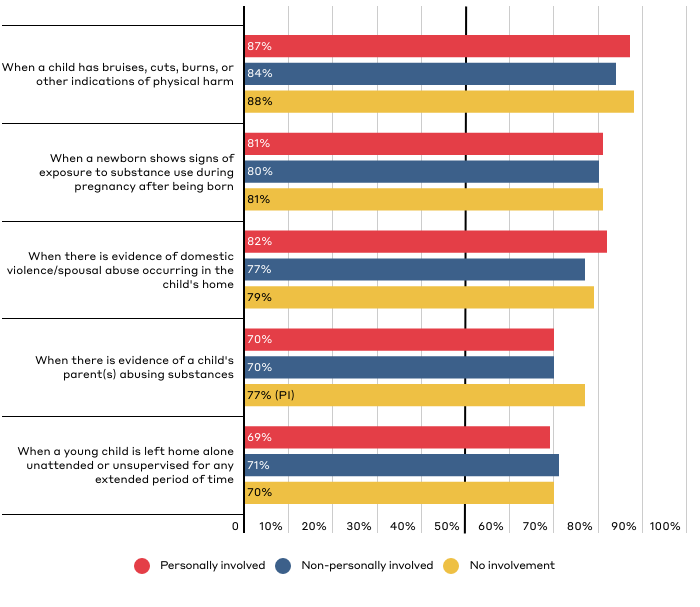 87%
When a child has bruises, cuts, burns, or
other indications of physical harm
84%
88%
81%
When a newborn shows signs of
exposure to substance use during
pregnancy after being born
80%
81%
82%
When there is evidence of domestic
violence/spousal abuse occurring in the
child's home
77%
79%
70%
When there is evidence of a child's
parent(s) abusing substances
70%
77% (PI)
69%
When a young child is left home alone
unattended or unsupervised for any
extended period of time
71%
70%
0 10% 20% 30% 40% 50% 60% 70% 80% 90% 100%
Personally involved Non-personally involved No involvement